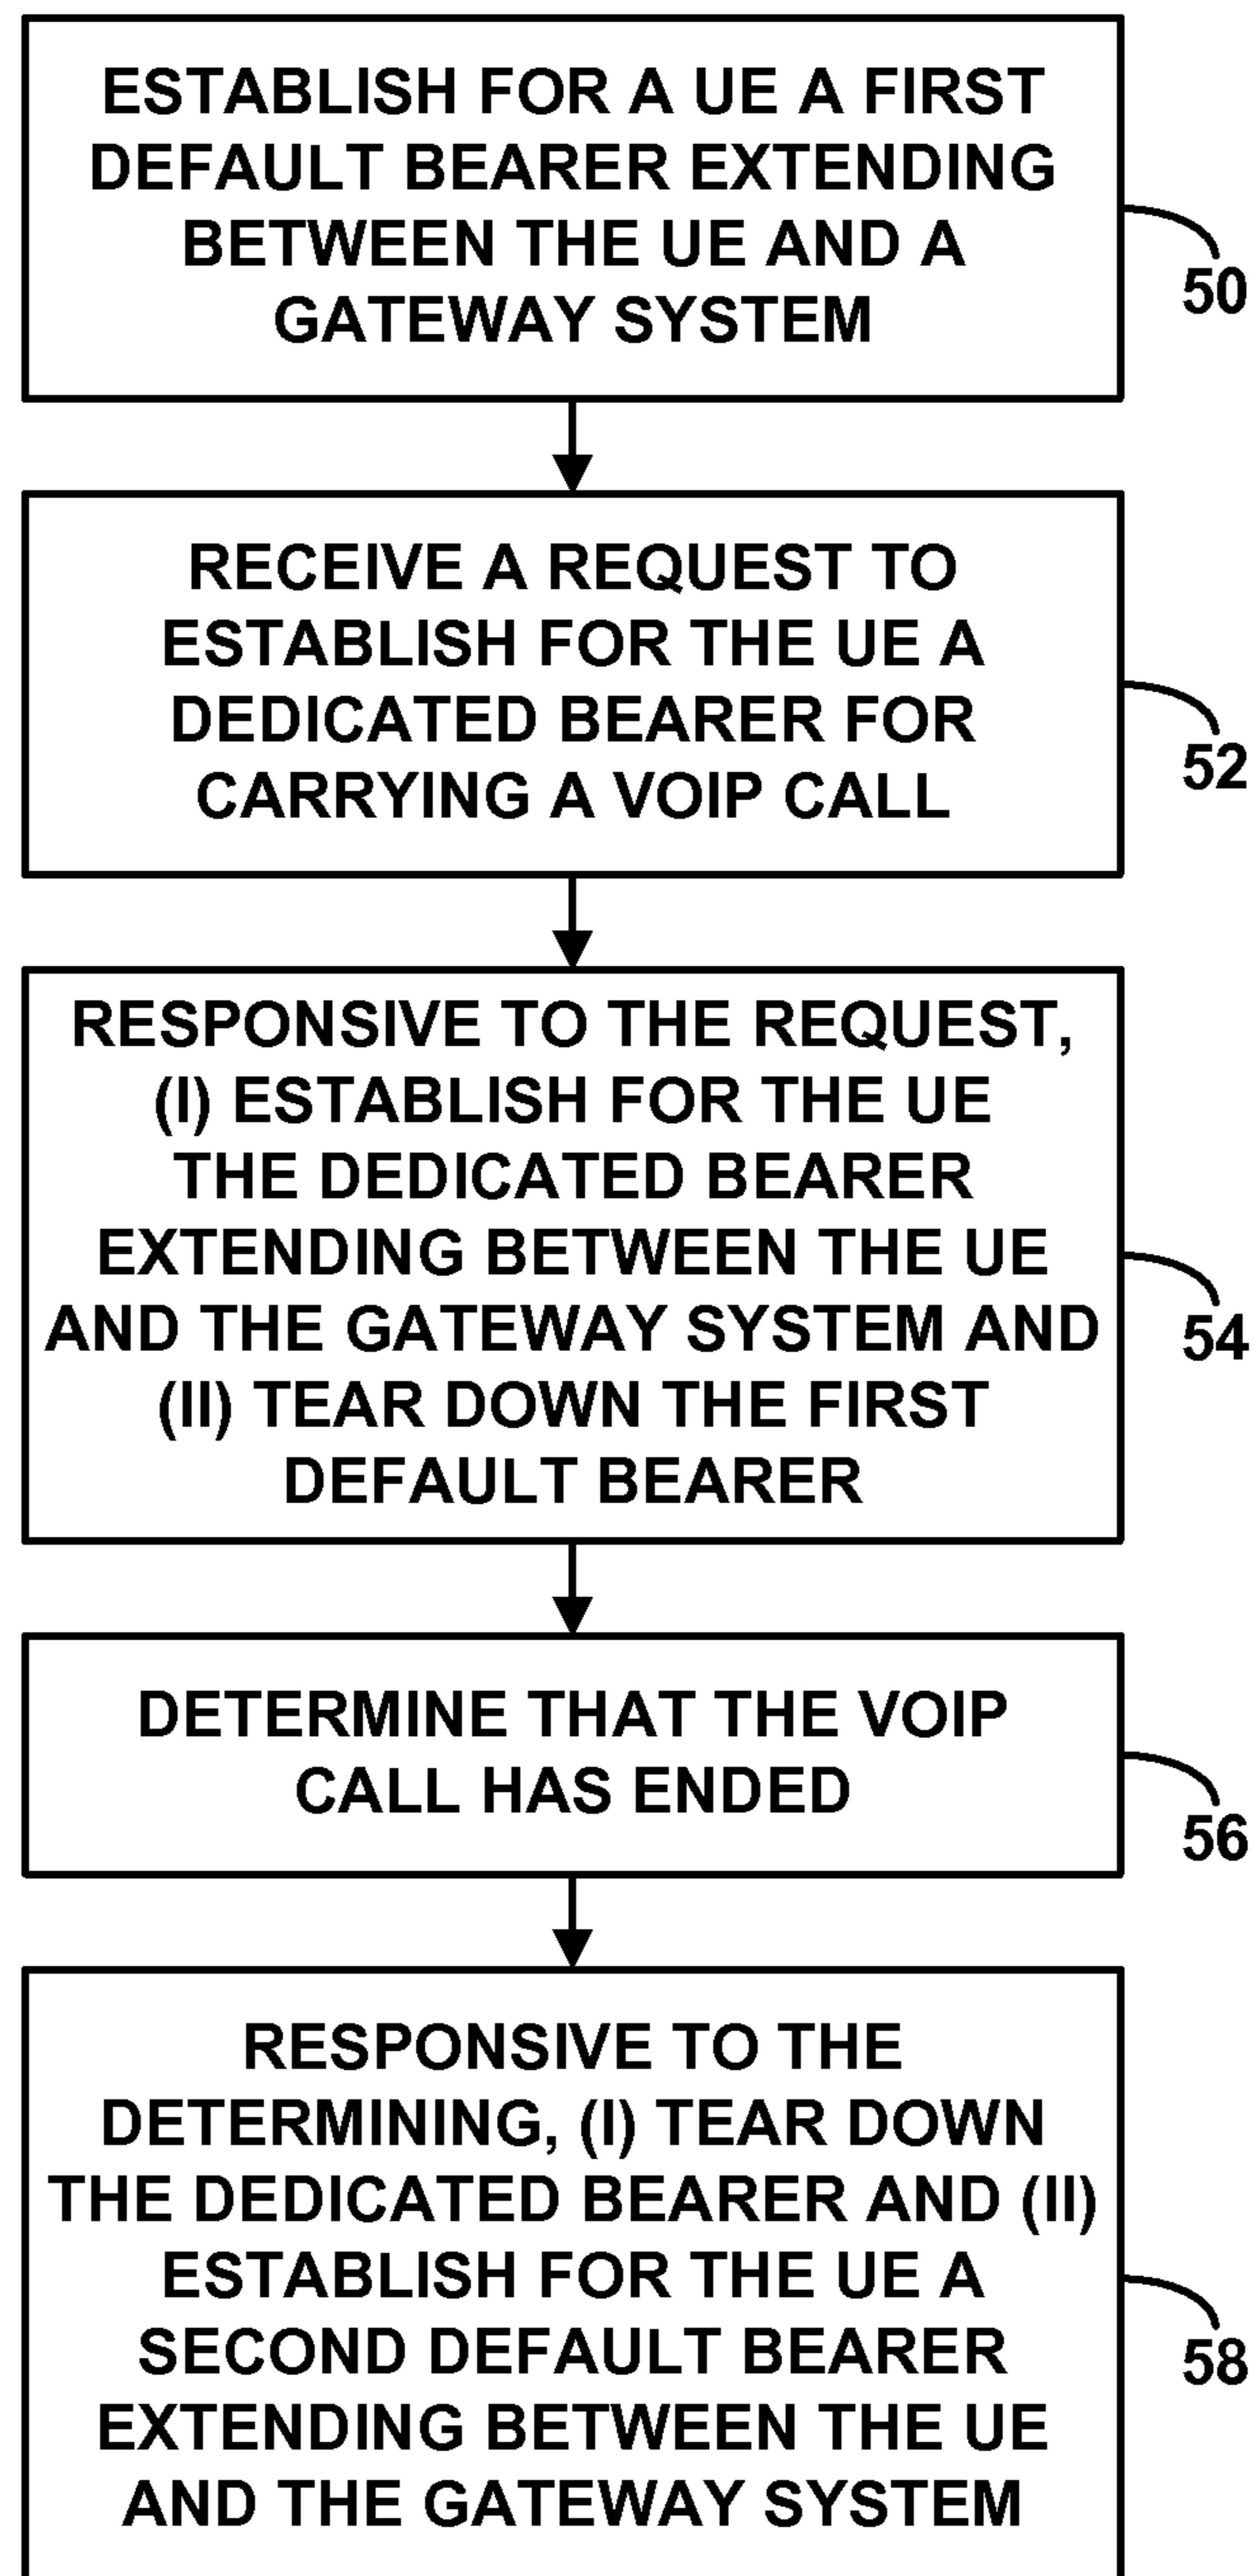 ESTABLISH FOR A UE A FIRST
DEFAULT BEARER EXTENDING
BETWEEN THE UE AND A
GATEWAY SYSTEM
50
RECEIVE A REQUEST TO
ESTABLISH FOR THE UE A
DEDICATED BEARER FOR
CARRYING A VOIP CALL
52
RESPONSIVE TO THE REQUEST,
(I) ESTABLISH FOR THE UE
THE DEDICATED BEARER
EXTENDING BETWEEN THE UE
AND THE GATEWAY SYSTEM AND
(II) TEAR DOWN THE FIRST
DEFAULT BEARER
54
DETERMINE THAT THE VOIP
CALL HAS ENDED
56
RESPONSIVE TO THE
DETERMINING, (I) TEAR DOWN
THE DEDICATED BEARER AND (II)
ESTABLISH FOR THE UE A
SECOND DEFAULT BEARER
EXTENDING BETWEEN THE UE
AND THE GATEWAY SYSTEM
58